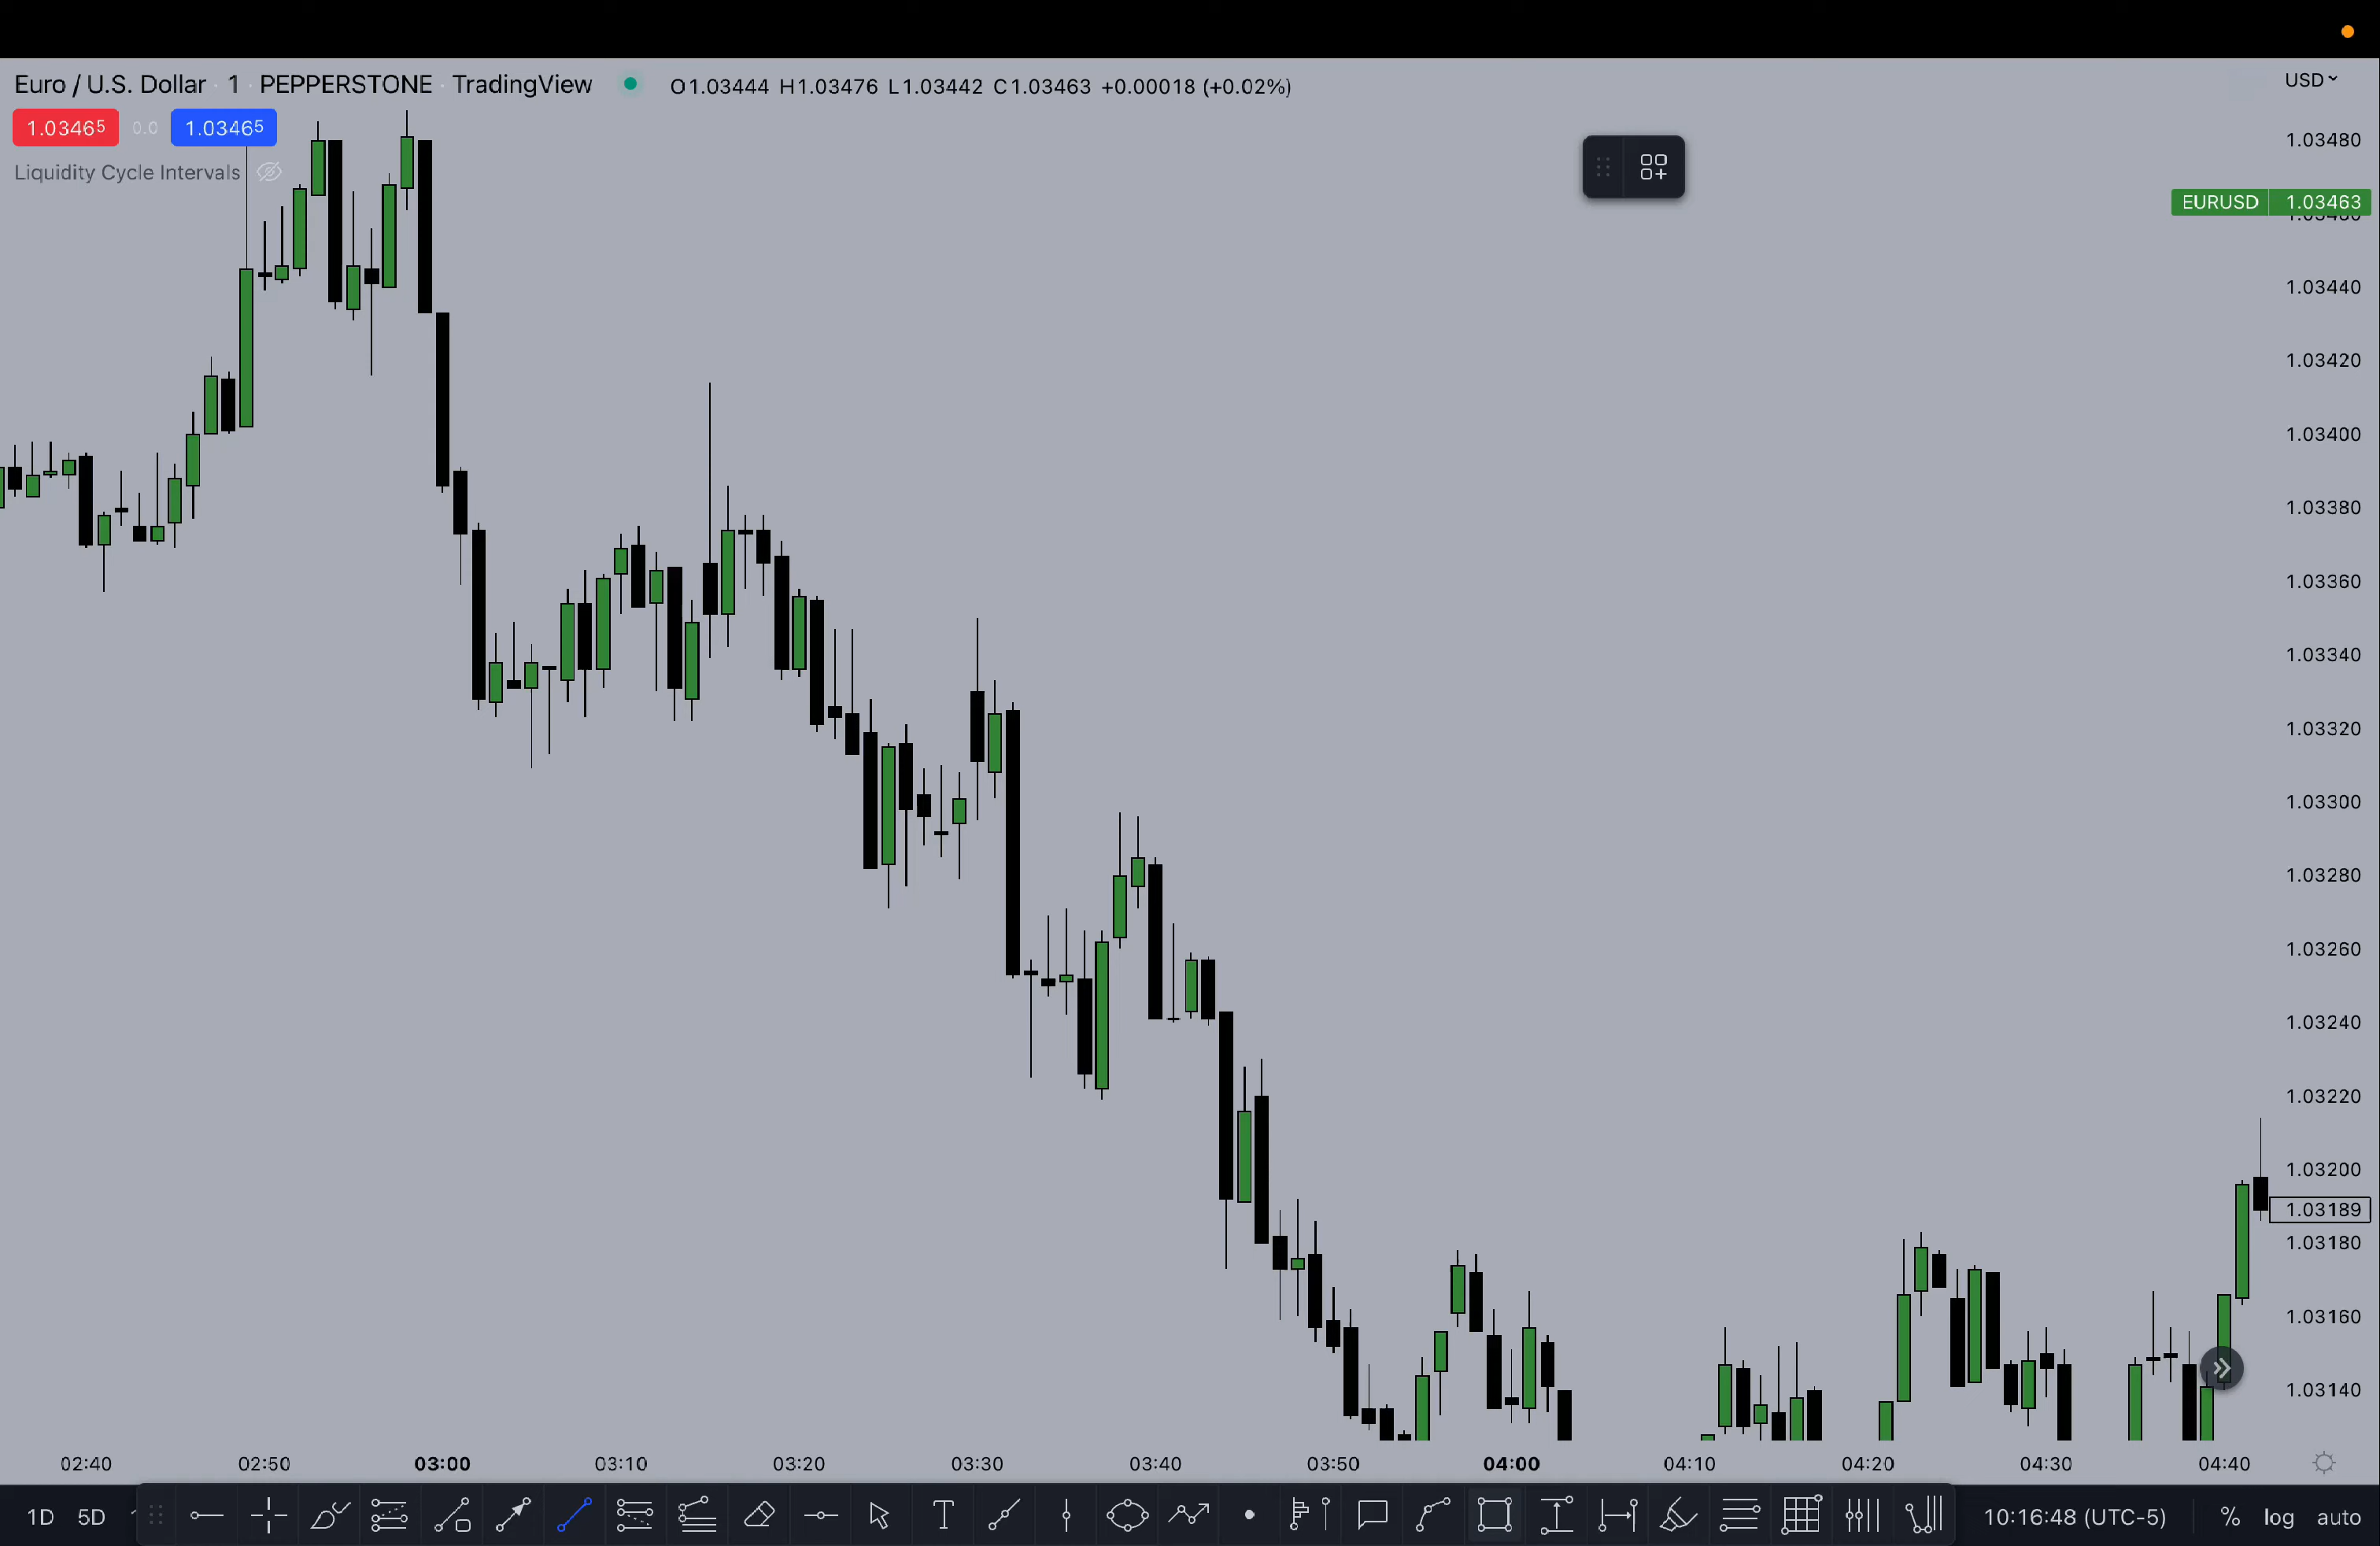 Euro / U.S. Dollar · 1 · PEPPERSTONE · TradingView O1.03444 H1.03476 L1.03442 C1.03463 +0.00018 (+0.02%)
USD
1.03465 0.0 1.03465
Liquidity Cycle Intervals
1.03480
EURUSD 1.03463
1.03460
1.03440
1.03420
1.03400
1.03380
1.03360
1.03340
1.03320
1.03300
1.03280
1.03260
1.03240
1.03220
1.03200
1.03189
1.03180
1.03160
1.03140
02:40 02:50 03:00 03:10 03:20 03:30 03:40 03:50 04:00 04:10 04:20 04:30 04:40
1D 5D 10:16:48 (UTC-5) % log auto